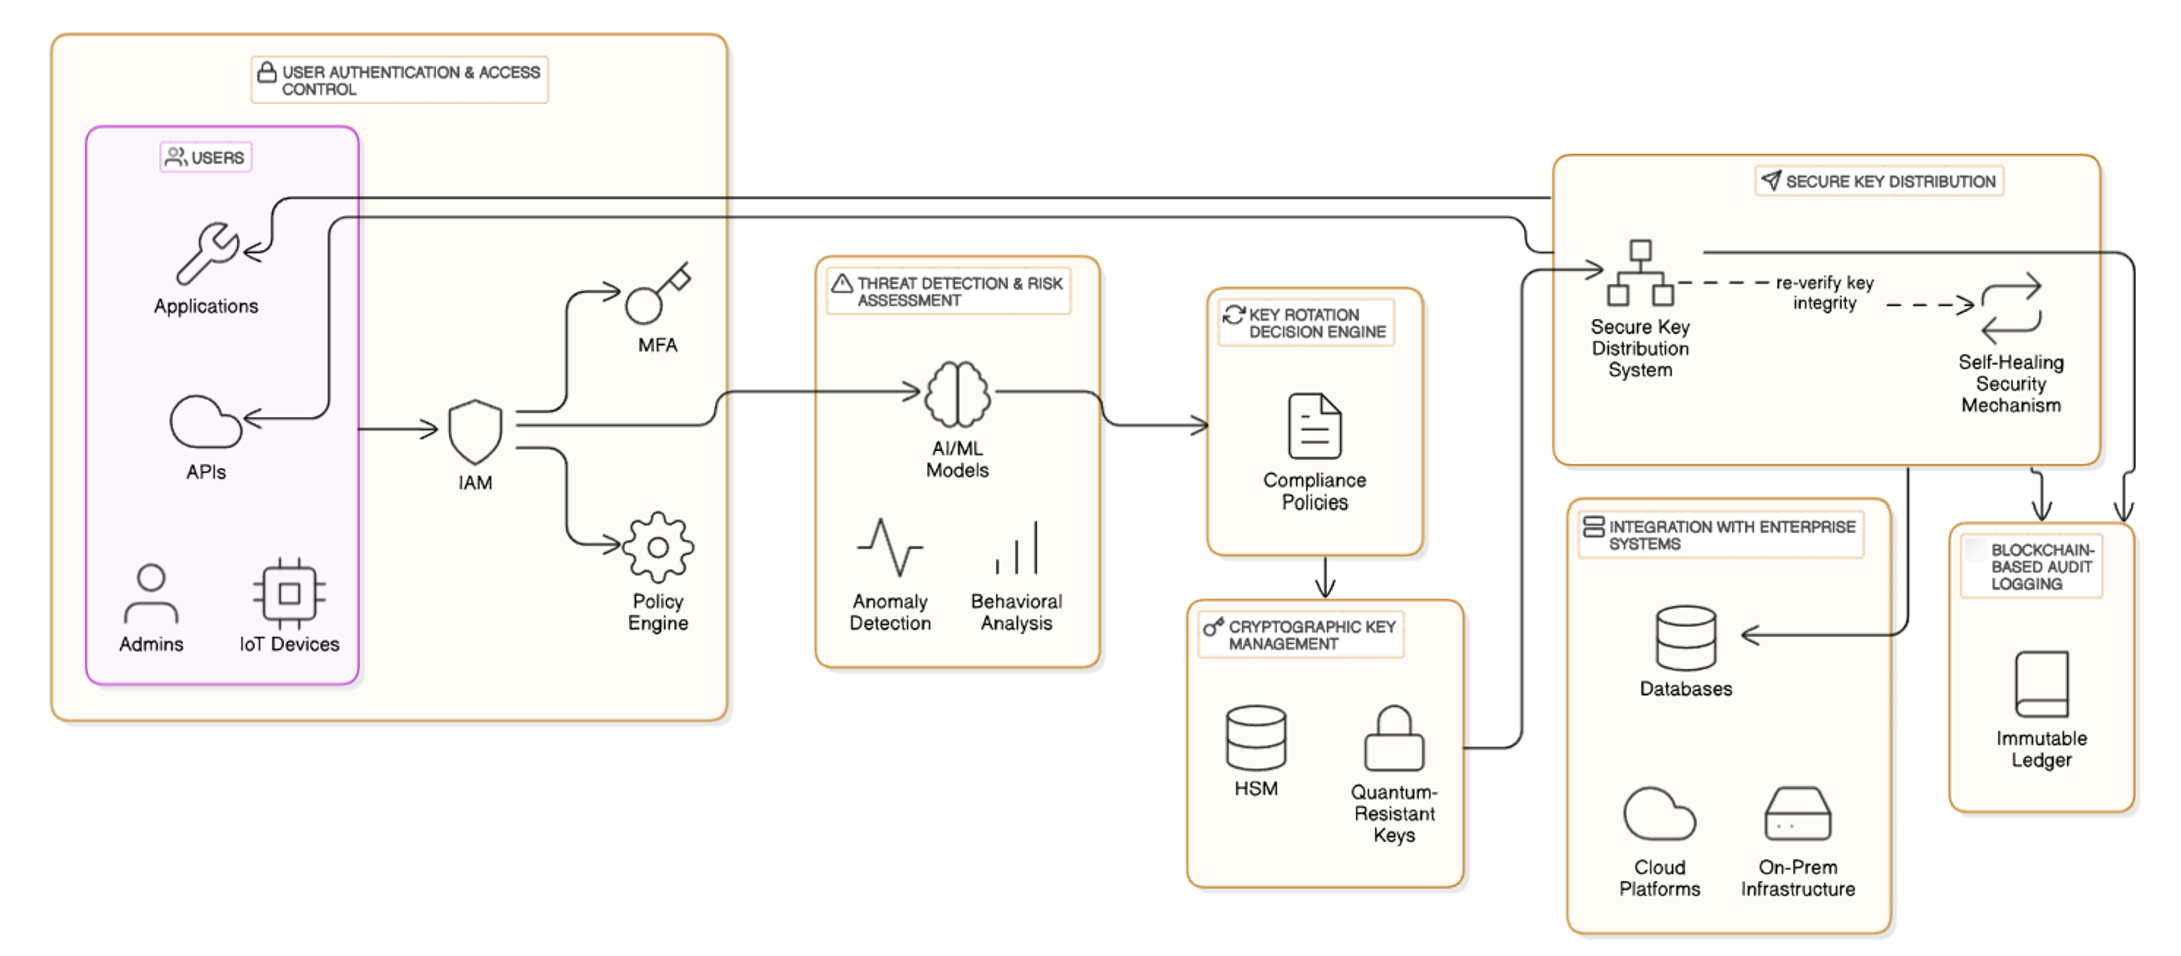 USER AUTHENTICATION & ACCESS
CONTROL
USERS
Applications
APIs
Admins
IoT Devices
IAM
MFA
Policy
Engine
THREAT DETECTION & RISK
ASSESSMENT
AI/ML
Models
Anomaly
Detection
Behavioral
Analysis
KEY ROTATION
DECISION ENGINE
Compliance
Policies
CRYPTOGRAPHIC KEY
MANAGEMENT
HSM
Quantum-
Resistant
Keys
SECURE KEY DISTRIBUTION
Secure Key
Distribution
System
re-verify key
integrity
Self-Healing
Security
Mechanism
INTEGRATION WITH ENTERPRISE
SYSTEMS
Databases
Cloud
Platforms
On-Prem
Infrastructure
BLOCKCHAIN-
BASED AUDIT
LOGGING
Immutable
Ledger